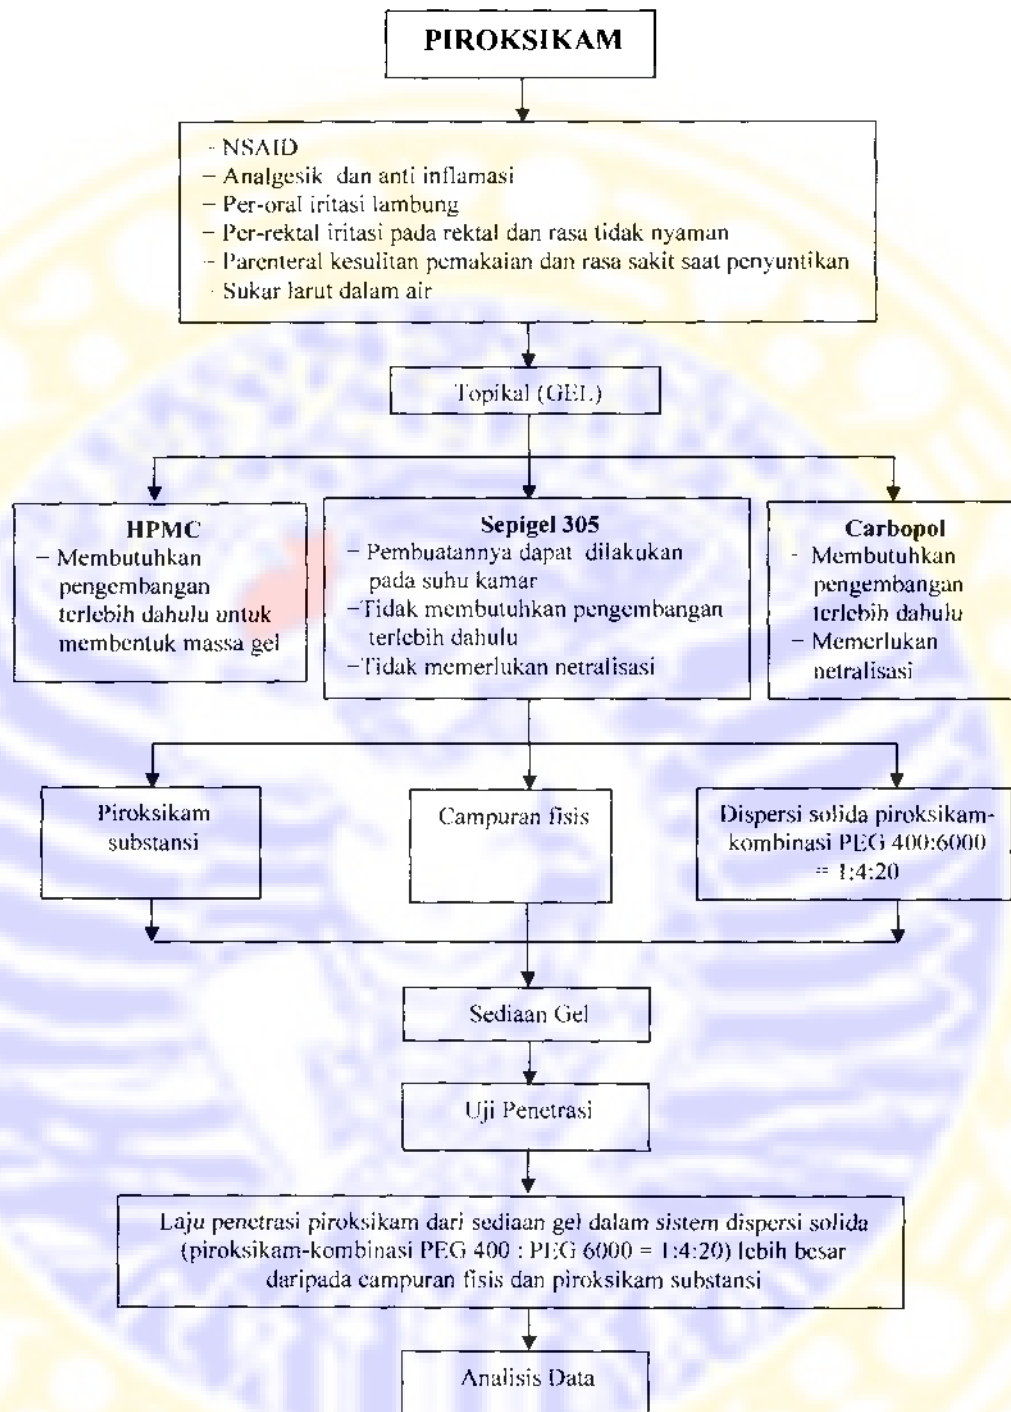 PIROKSIKAM
- NSAID
– Analgesik dan anti inflamasi
– Per-oral iritasi lambung
– Per-rektal iritasi pada rektal dan rasa tidak nyaman
– Parenteral kesulitan pemakaian dan rasa sakit saat penyuntikan
- Sukar larut dalam air
Topikal (GEL)
HPMC
– Membutuhkan
pengembangan
terlebih dahulu untuk
membentuk massa gel
Sepigel 305
– Pembuatannya dapat dilakukan
pada suhu kamar
–Tidak membutuhkan pengembangan
terlebih dahulu
–Tidak memerlukan netralisasi
Carbopol
- Membutuhkan
pengembangan
terlebih dahulu
– Memerlukan
netralisasi
Piroksikam
substansi
Campuran fisis
Dispersi solida piroksikam-
kombinasi PEG 400:6000
= 1:4:20
Sediaan Gel
Uji Penetrasi
Laju penetrasi piroksikam dari sediaan gel dalam sistem dispersi solida
(piroksikam-kombinasi PEG 400 : PEG 6000 = 1:4:20) lebih besar
daripada campuran fisis dan piroksikam substansi
Analisis Data